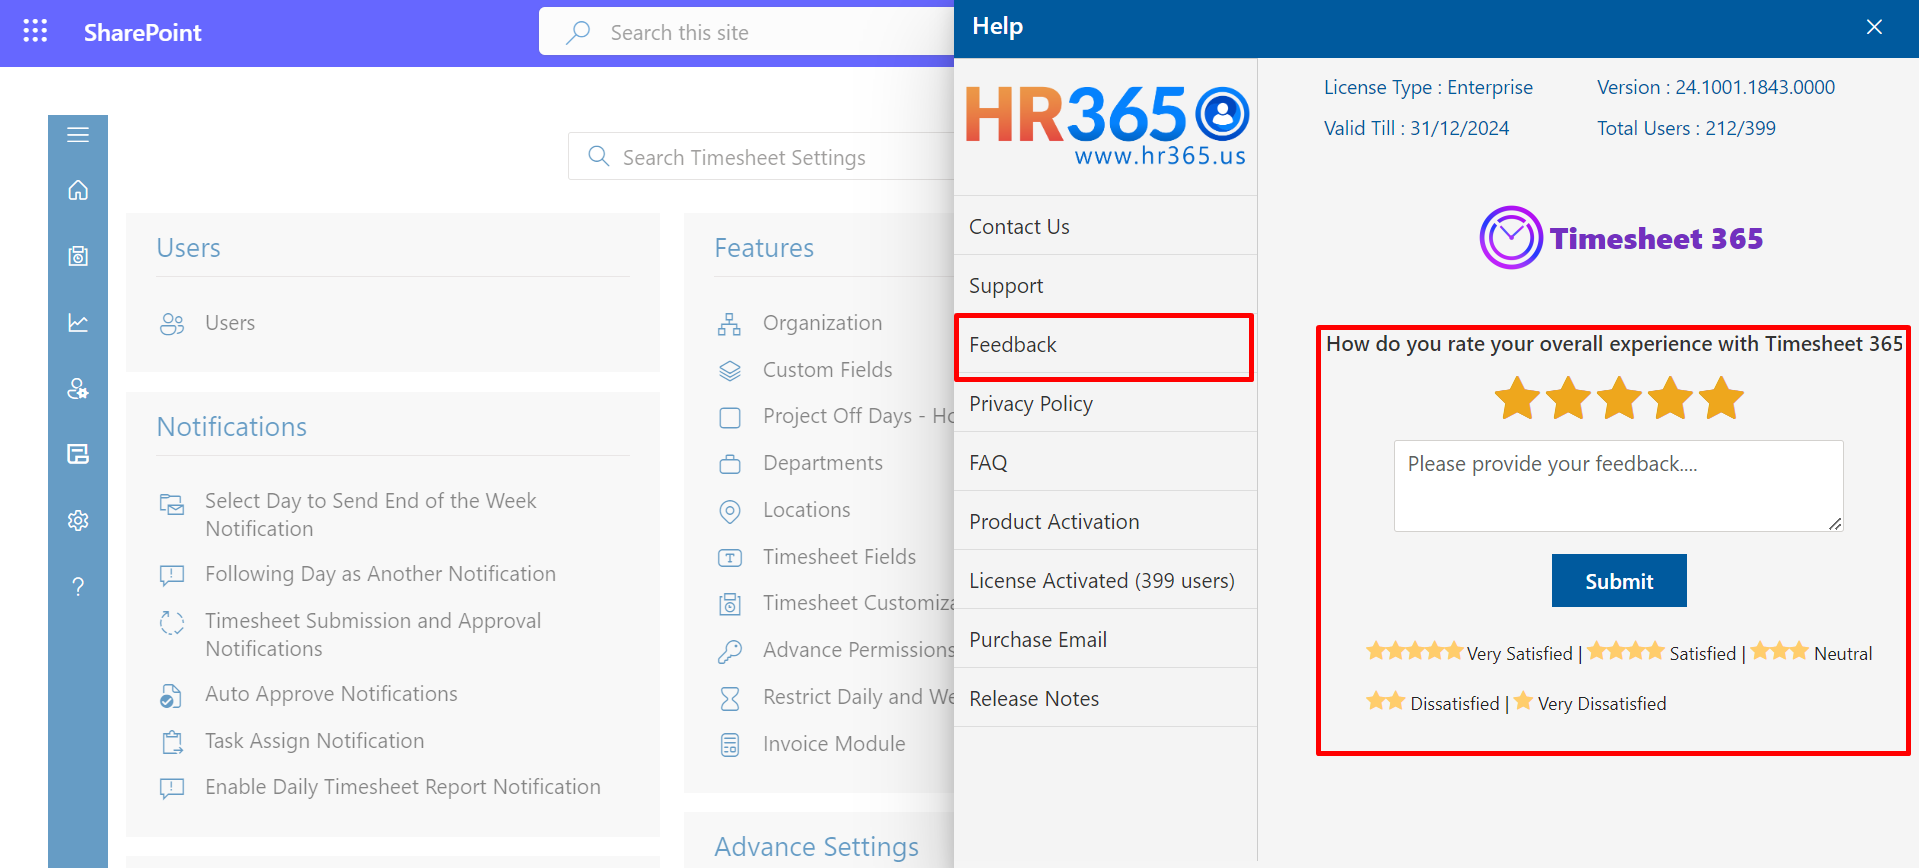 SharePoint
Search this site
Help
Search Timesheet Settings
Users
Users
Notifications
Select Day to Send End of the Week
Notification
Following Day as Another Notification
Timesheet Submission and Approval
Notifications
Auto Approve Notifications
Task Assign Notification
Enable Daily Timesheet Report Notification
Features
Organization
Custom Fields
Project Off Days - Ho
Departments
Locations
Timesheet Fields
Timesheet Customiza
Advance Permissions
Restrict Daily and We
Invoice Module
Advance Settings
HR365
www.hr365.us
Contact Us
Support
Feedback
Privacy Policy
FAQ
Product Activation
License Activated (399 users)
Purchase Email
Release Notes
License Type : Enterprise
Version : 24.1001.1843.0000
Valid Till : 31/12/2024
Total Users : 212/399
Timesheet 365
How do you rate your overall experience with Timesheet 365
Please provide your feedback....
Submit
Very Satisfied | Satisfied | Neutral
Dissatisfied | Very Dissatisfied